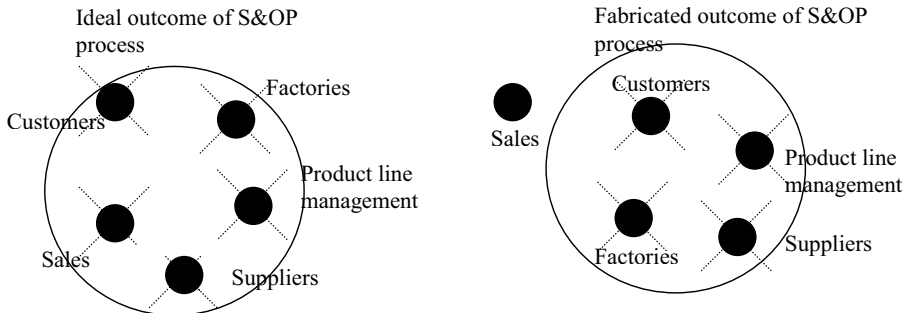 Ideal outcome of S&OP
process
Factories
Customers
Product line
management
Sales
Suppliers
Fabricated outcome of S&OP
process
Customers
Sales
Product line
management
Factories
Suppliers